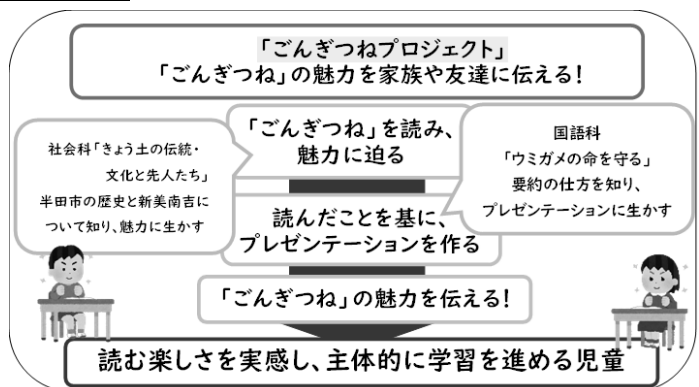 「ごんぎつねプロジェクト」
「ごんぎつね」の魅力を家族や友達に伝える!
「ごんぎつね」を読み、
魅力に迫る
社会科「きょう土の伝統・
文化と先人たち」
半田市の歴史と新美南吉に
ついて知り、魅力に生かす
国語科
「ウミガメの命を守る」
要約の仕方を知り、
プレゼンテーションに生かす
読んだことを基に、
プレゼンテーションを作る
「ごんぎつね」の魅力を伝える!
読む楽しさを実感し、主体的に学習を進める児童